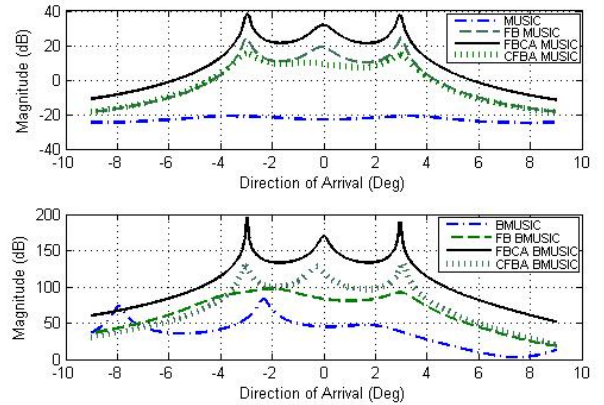 40
20
0
-20
-40
Magnitude (dB)
MUSIC
FB MUSIC
FBCA MUSIC
CFBA MUSIC
-10 -8 -6 -4 -2 0 2 4 6 8 10
Direction of Arrival (Deg)
200
150
100
50
0
Magnitude (dB)
BMUSIC
FB BMUSIC
FBCA BMUSIC
CFBA BMUSIC
-10 -8 -6 -4 -2 0 2 4 6 8 10
Direction of Arrival (Deg)